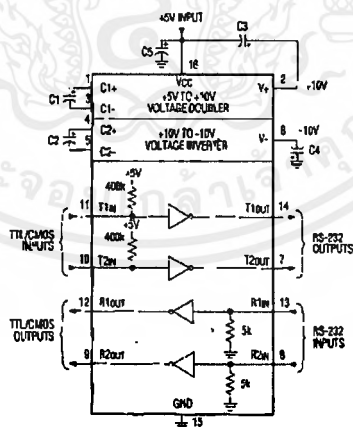 +5V INPUT
C3
C5
16
VCC
1
C1+
+5V TO +10V
VOLTAGE DOUBLER
V+
2
+10V
C1
3
C1-
4
C2+
+10V TO -10V
VOLTAGE INVERTER
V-
6
-10V
C2
5
C2-
C4
+5V
400k
11
T1IN
T1OUT
14
+5V
400k
TTL/CMOS
INPUTS
RS-232
OUTPUTS
10
T2IN
T2OUT
7
12
R1OUT
R1IN
13
5k
TTL/CMOS
OUTPUTS
RS-232
INPUTS
9
R2OUT
R2IN
8
5k
GND
15